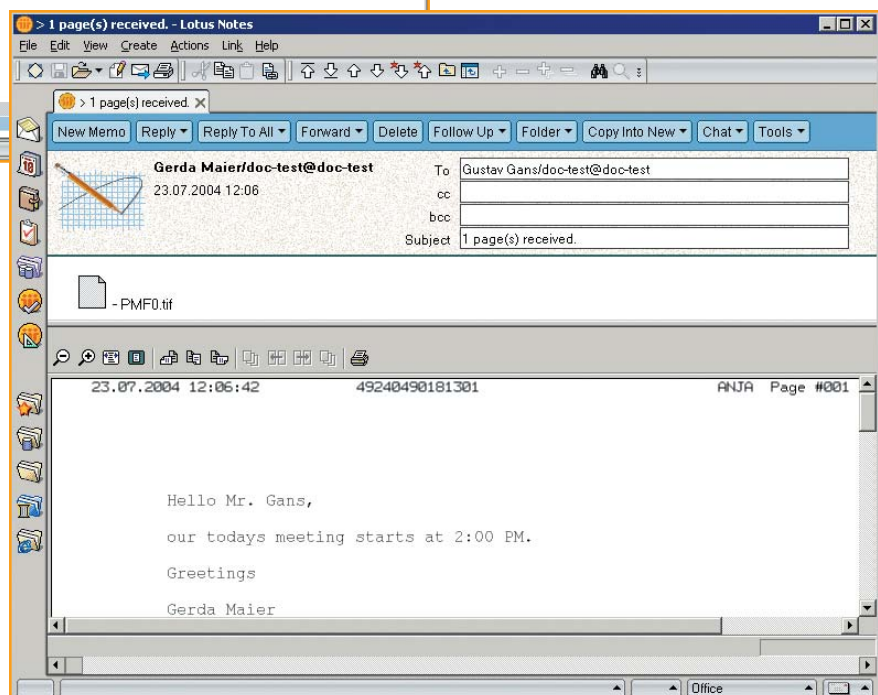 > 1 page(s) received. - Lotus Notes
File Edit View Create Actions Link Help
> 1 page(s) received.
New Memo Reply Reply To All Forward Delete Follow Up Folder Copy Into New Chat Tools
Gerda Maier/doc-test@doc-test
23.07.2004 12:06
To Gustav Gans/doc-test@doc-test
cc
bcc
Subject 1 page(s) received.
- PMF0.tif
23.07.2004 12:06:42 49240490181301 ANJA Page #001
Hello Mr. Gans,
our todays meeting starts at 2:00 PM.
Greetings
Gerda Maier
Office